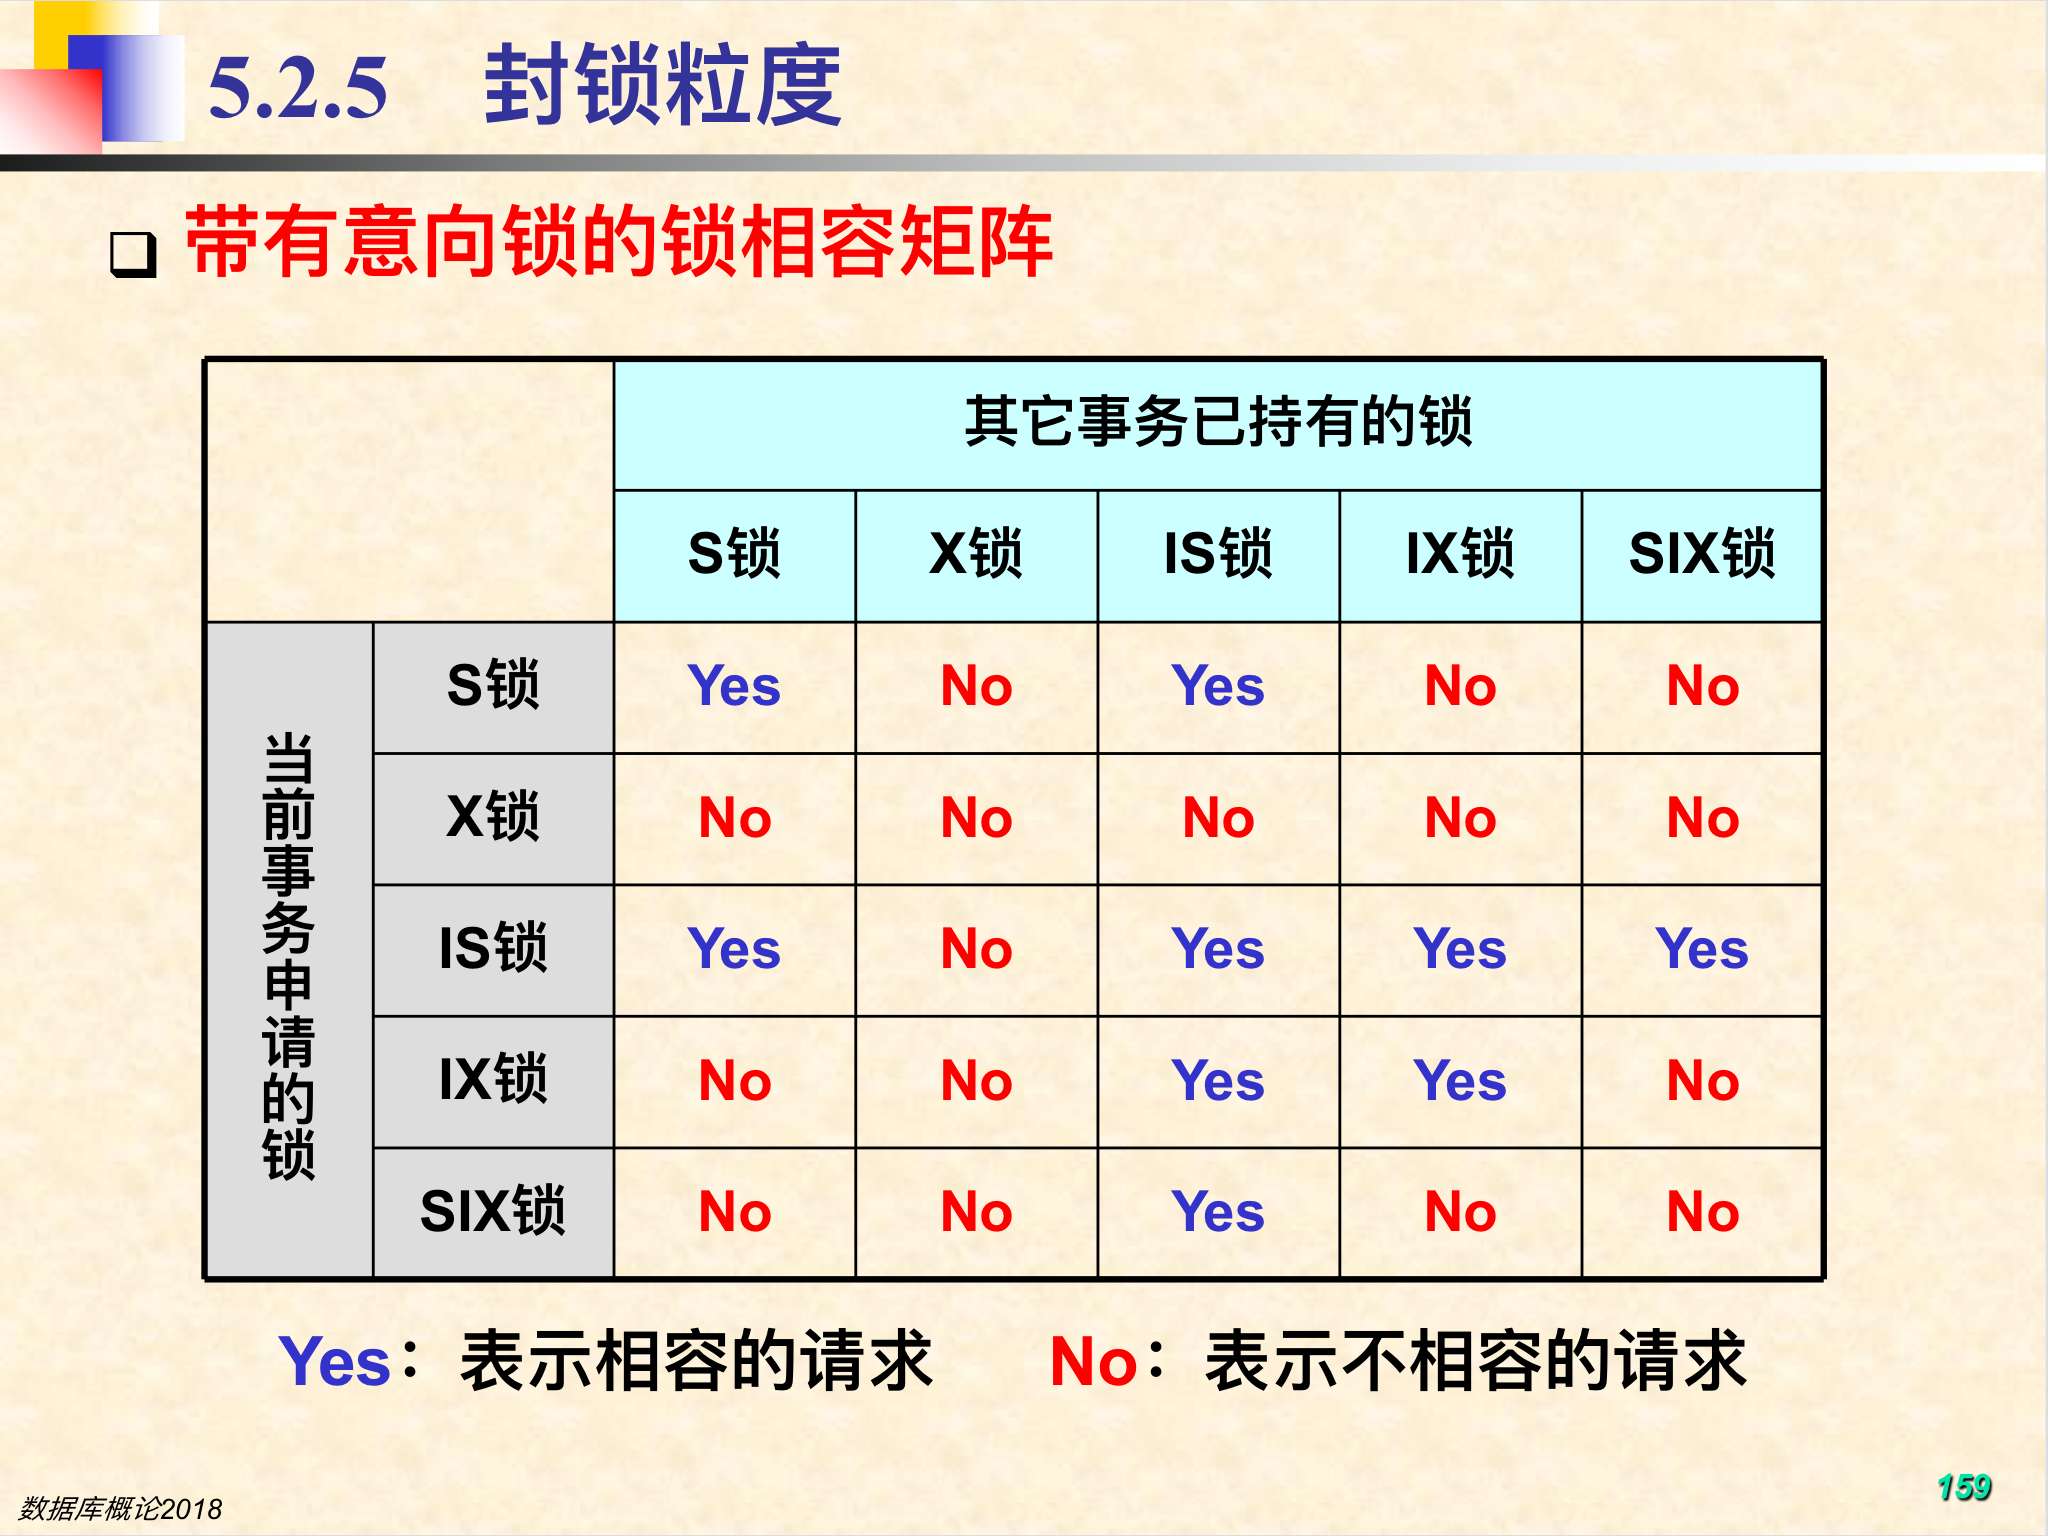 5.2.5 封锁粒度
带有意向锁的锁相容矩阵
其它事务已持有的锁
S锁 X锁 IS锁 IX锁 SIX锁
当前事务申请的锁
S锁 Yes No Yes No No
X锁 No No No No No
IS锁 Yes No Yes Yes Yes
IX锁 No No Yes Yes No
SIX锁 No No Yes No No
Yes：表示相容的请求 No：表示不相容的请求
数据库概论2018
159